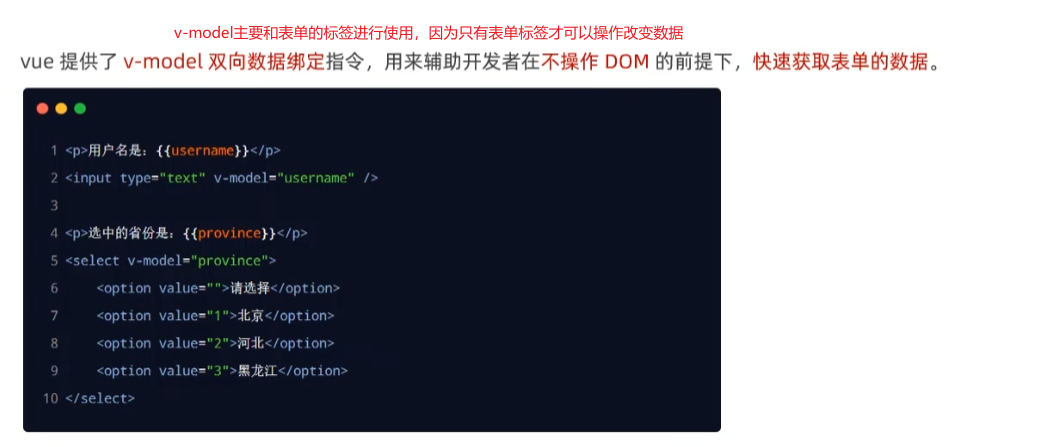 v-model主要和表单的标签进行使用，因为只有表单标签才可以操作改变数据
vue 提供了 v-model 双向数据绑定指令，用来辅助开发者在不操作 DOM 的前提下，快速获取表单的数据。
1 <p>用户名是：{{username}}</p>
2 <input type="text" v-model="username" />
3
4 <p>选中的省份是：{{province}}</p>
5 <select v-model="province">
6     <option value="">请选择</option>
7     <option value="1">北京</option>
8     <option value="2">河北</option>
9     <option value="3">黑龙江</option>
10 </select>